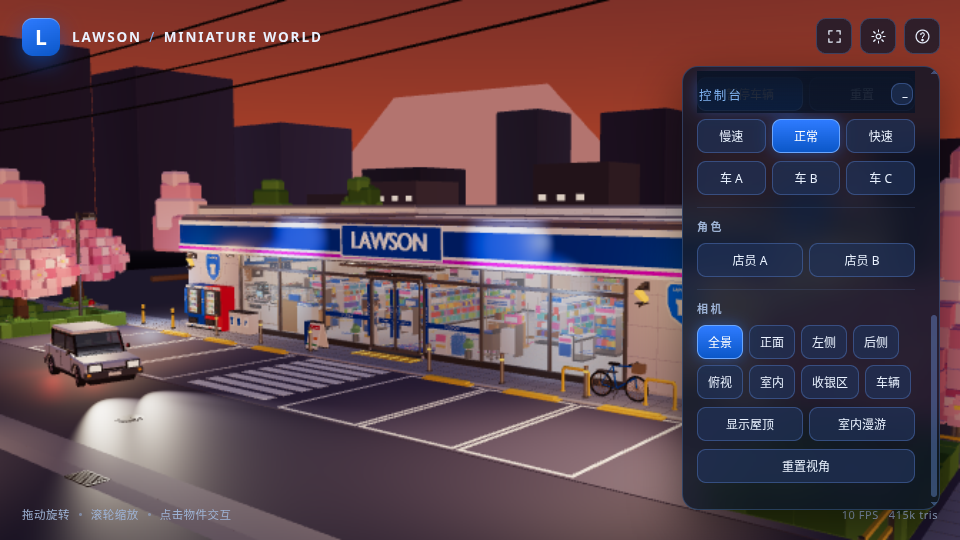 L LAWSON / MINIATURE WORLD
控制台
重置
慢速 正常 快速
车 A 车 B 车 C
角色
店员 A 店员 B
相机
全景 正面 左侧 后侧
俯视 室内 收银区 车辆
显示屋顶 室内漫游
重置视角
LAWSON
拖动旋转 • 滚轮缩放 • 点击物件交互
10 FPS 415k tris